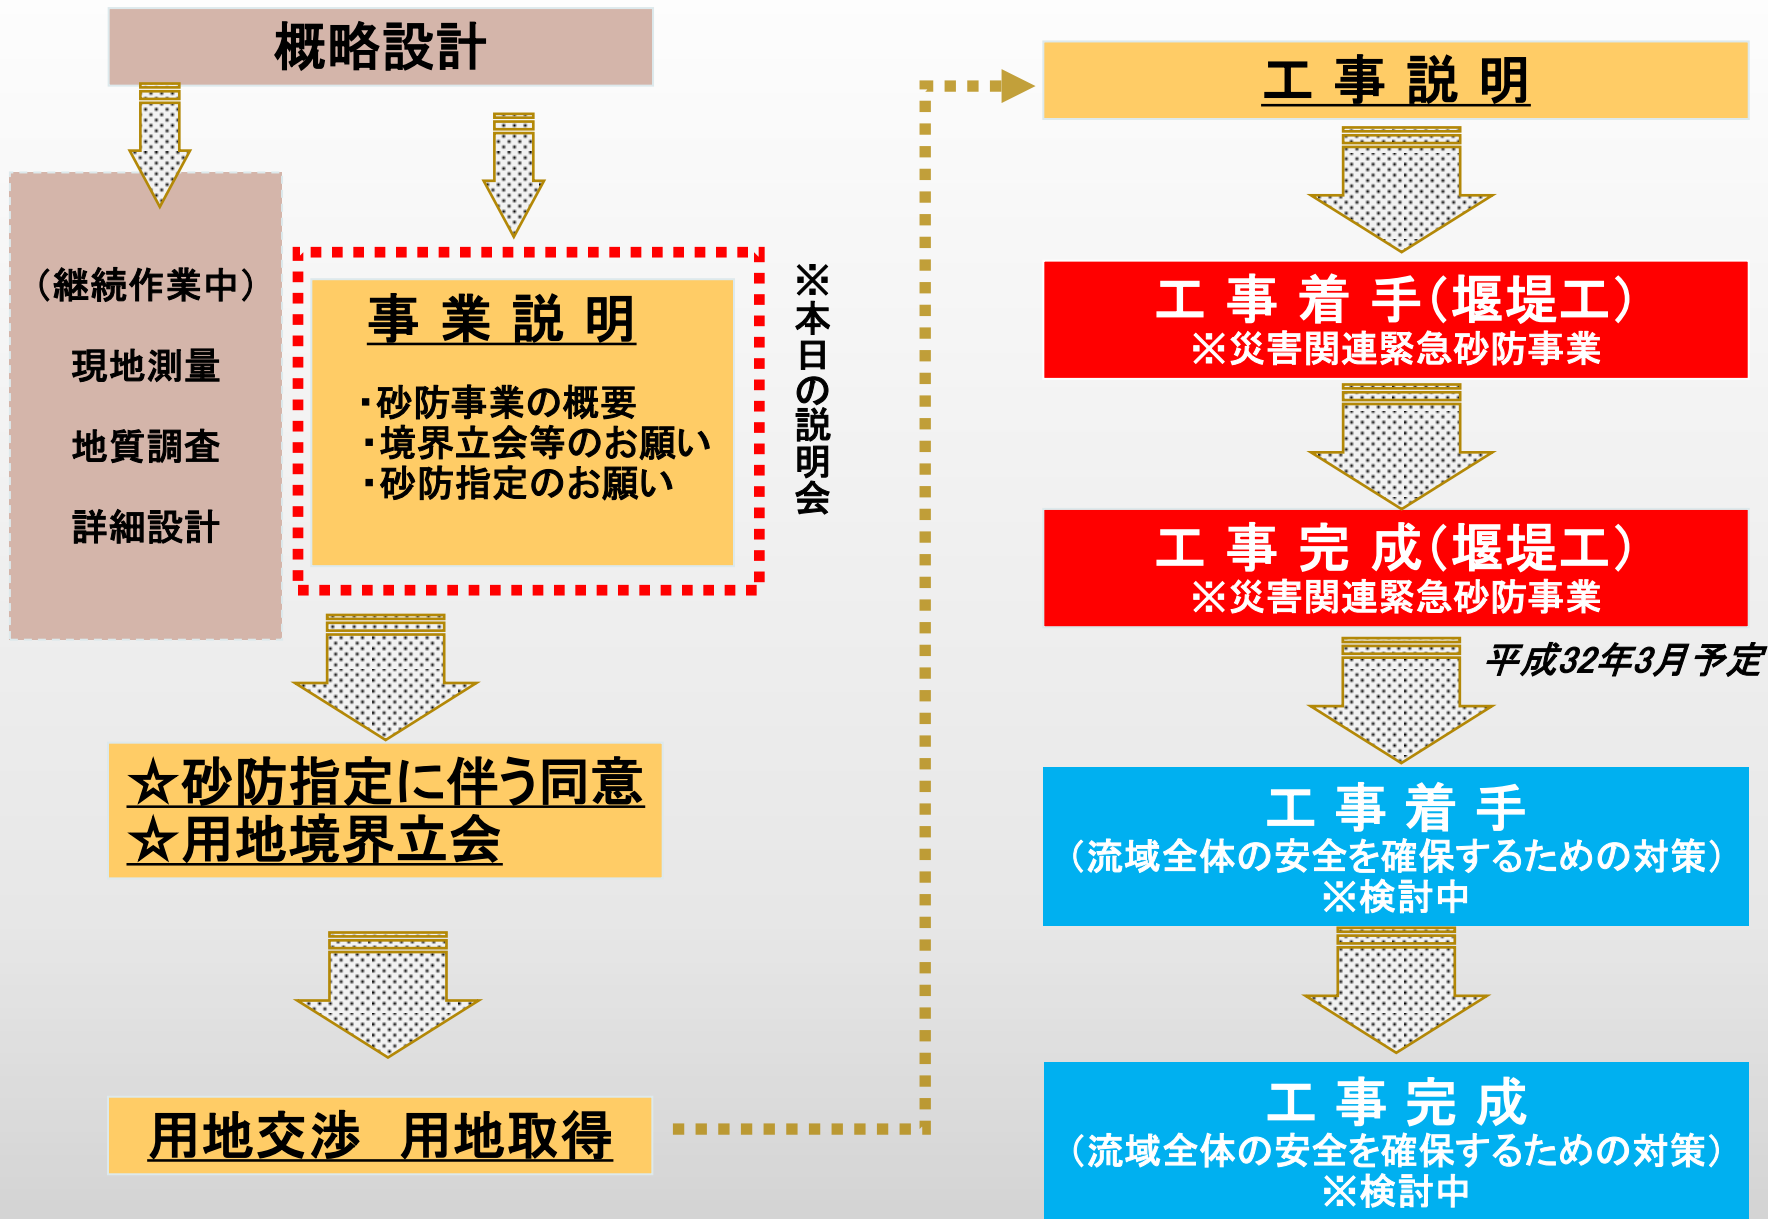 概略設計
（継続作業中）
現地測量
地質調査
詳細設計
事 業 説 明
・砂防事業の概要
・境界立会等のお願い
・砂防指定のお願い
※本日の説明会
☆砂防指定に伴う同意
☆用地境界立会
用地交渉　用地取得
工 事 説 明
工 事 着 手（堰堤工）
※災害関連緊急砂防事業
工 事 完 成（堰堤工）
※災害関連緊急砂防事業
平成32年3月予定
工 事 着 手
（流域全体の安全を確保するための対策）
※検討中
工 事 完 成
（流域全体の安全を確保するための対策）
※検討中